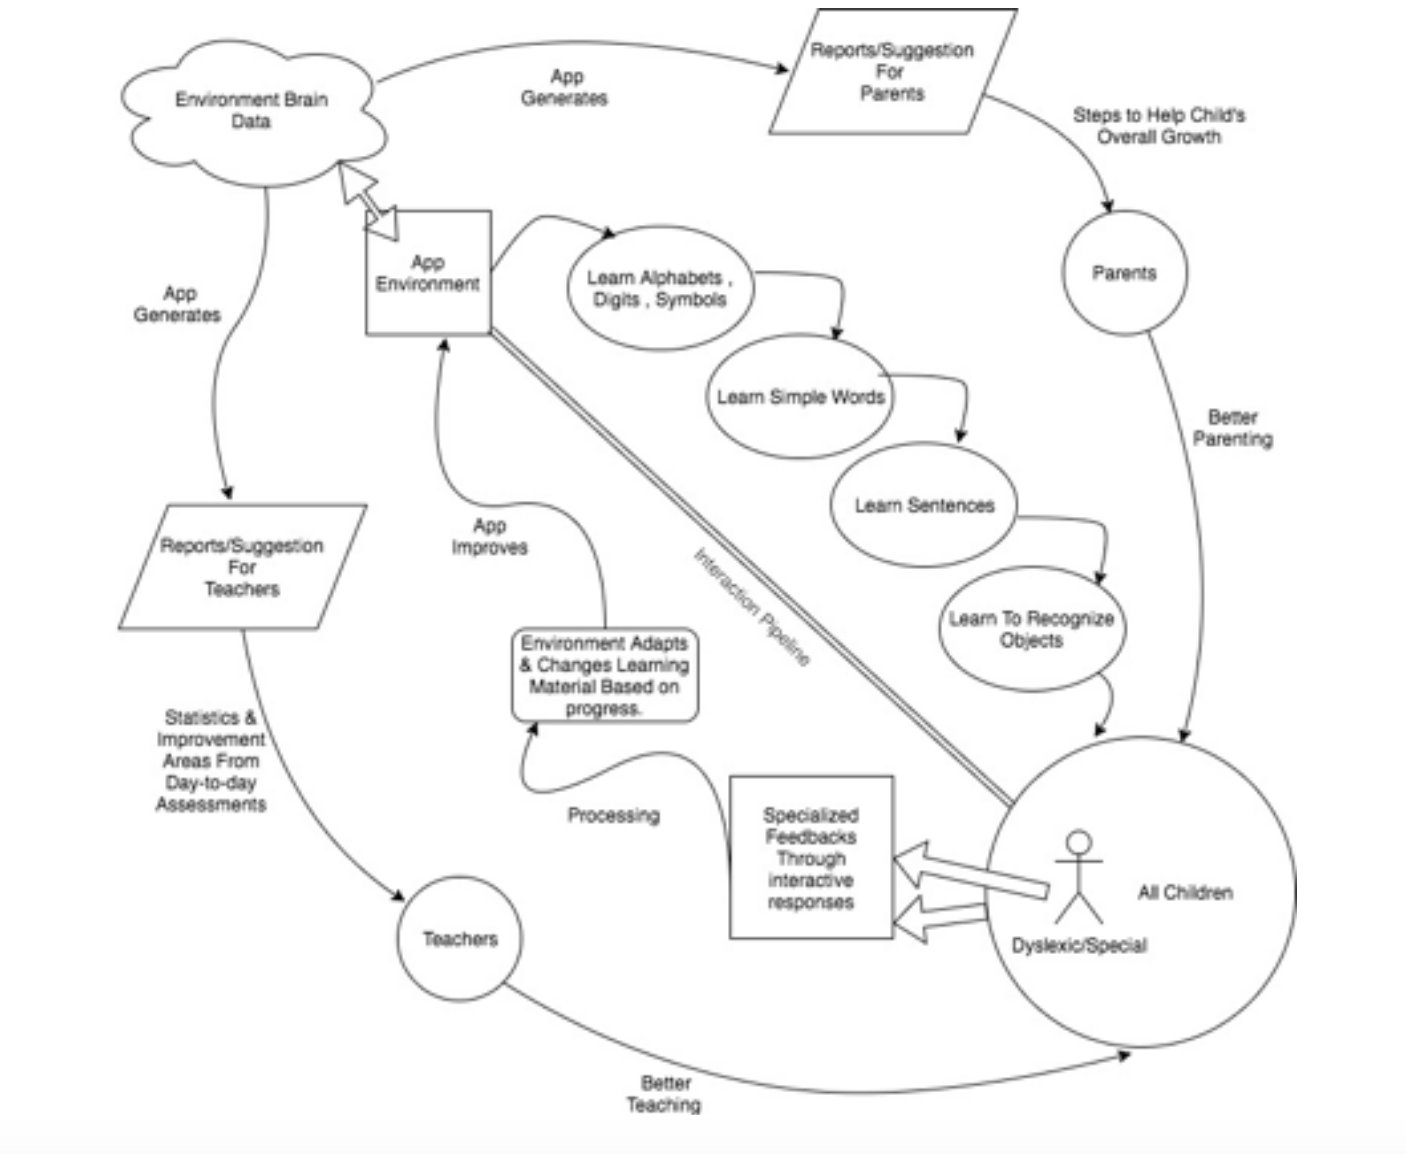 Reports/Suggestion
For
Parents
Environment Brain
Data
App
Generates
Steps to Help Child's
Overall Growth
App
Environment
Learn Alphabets ,
Digits , Symbols
Parents
App
Generates
Learn Simple Words
Better
Parenting
Learn Sentences
App
Improves
Reports/Suggestion
For
Teachers
Interaction Pipeline
Learn To Recognize
Objects
Environment Adapts
& Changes Learning
Material Based on
progress.
Statistics &
Improvement
Areas From
Day-to-day
Assessments
Processing
Specialized
Feedbacks
Through
interactive
responses
All Children
Dyslexic/Special
Teachers
Better
Teaching